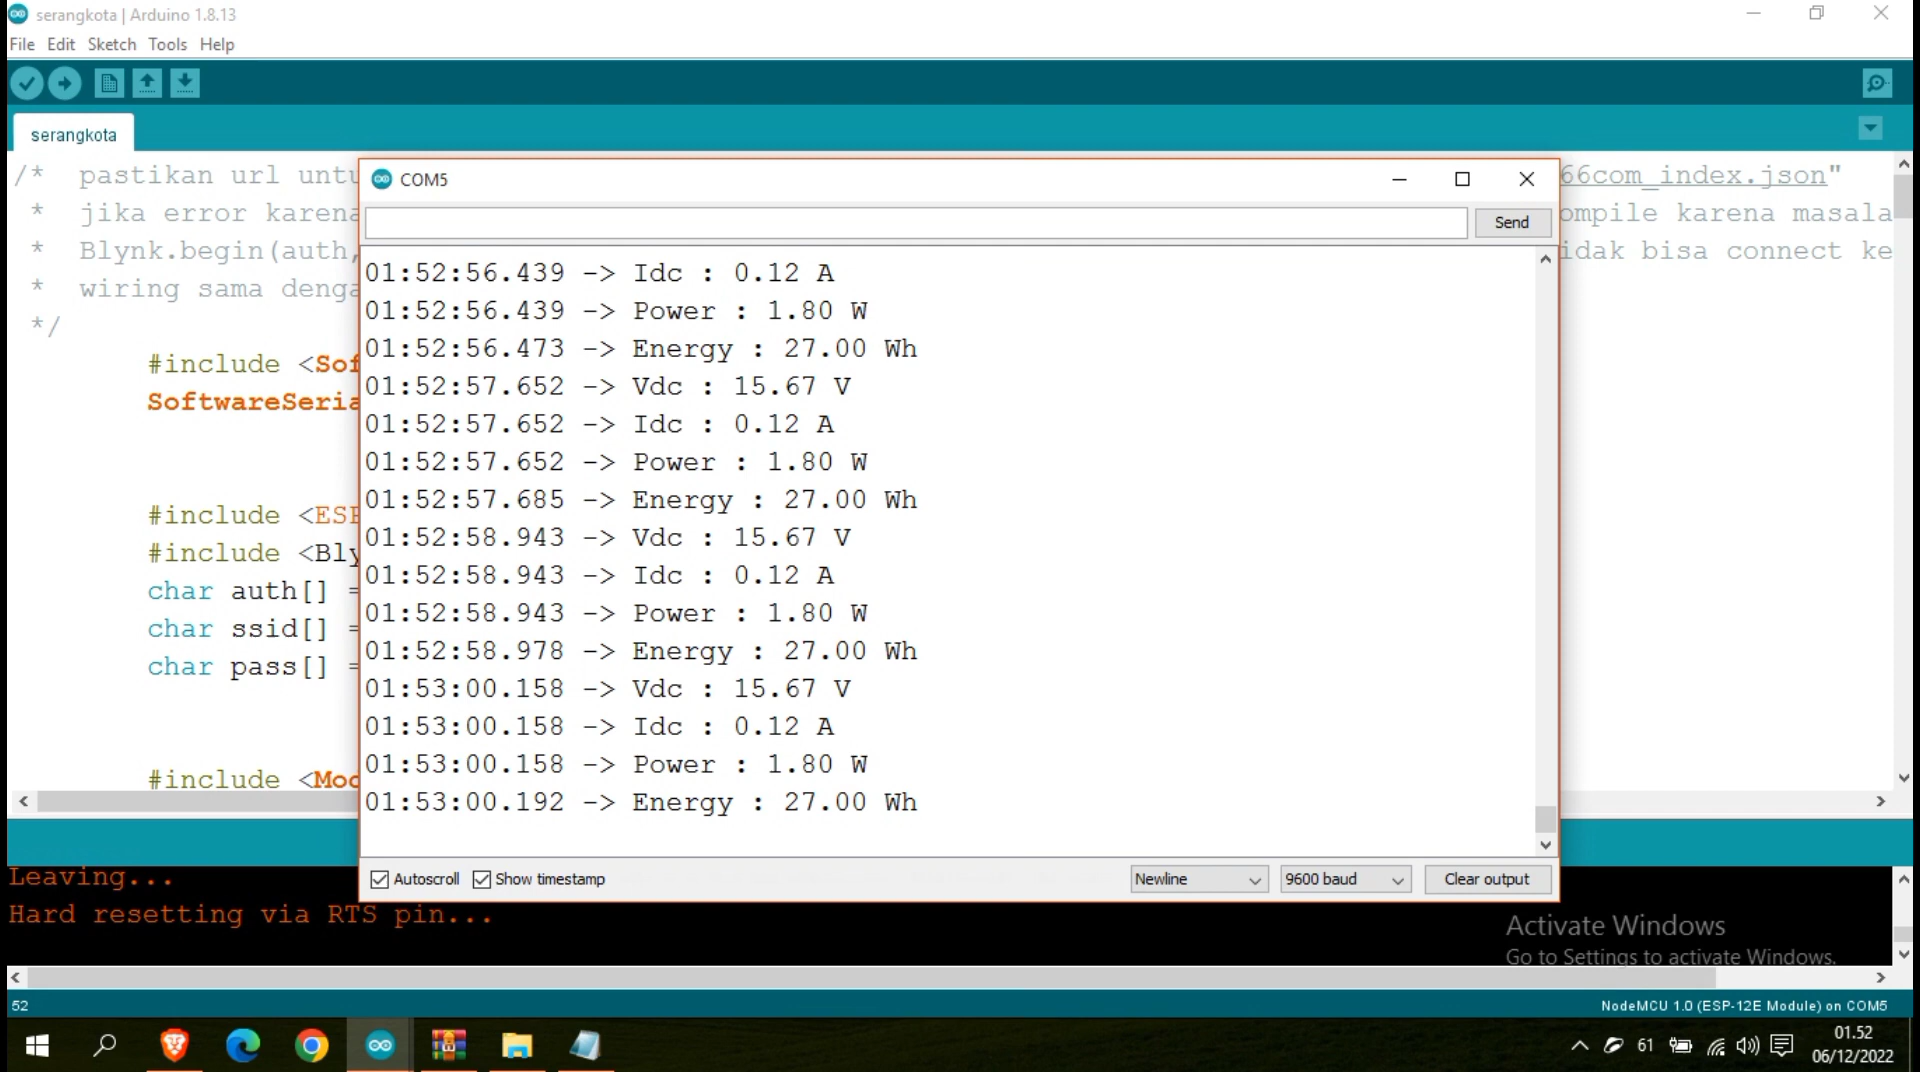 serangkota | Arduino 1.8.13
File Edit Sketch Tools Help
serangkota
/* pastikan url untu
66com_index.json"
* jika error karena
ompile karena masala
* Blynk.begin(auth,
idak bisa connect ke
* wiring sama denga
*/
#include <Sof
SoftwareSeria
#include <ESP
#include <Bly
char auth[] =
char ssid[] =
char pass[] =
#include <Mod
COM5
Send
01:52:56.439 -> Idc : 0.12 A
01:52:56.439 -> Power : 1.80 W
01:52:56.473 -> Energy : 27.00 Wh
01:52:57.652 -> Vdc : 15.67 V
01:52:57.652 -> Idc : 0.12 A
01:52:57.652 -> Power : 1.80 W
01:52:57.685 -> Energy : 27.00 Wh
01:52:58.943 -> Vdc : 15.67 V
01:52:58.943 -> Idc : 0.12 A
01:52:58.943 -> Power : 1.80 W
01:52:58.978 -> Energy : 27.00 Wh
01:53:00.158 -> Vdc : 15.67 V
01:53:00.158 -> Idc : 0.12 A
01:53:00.158 -> Power : 1.80 W
01:53:00.192 -> Energy : 27.00 Wh
Autoscroll Show timestamp Newline 9600 baud Clear output
Leaving...
Hard resetting via RTS pin...
Activate Windows
Go to Settings to activate Windows.
52
NodeMCU 1.0 (ESP-12E Module) on COM5
61
01.52
06/12/2022